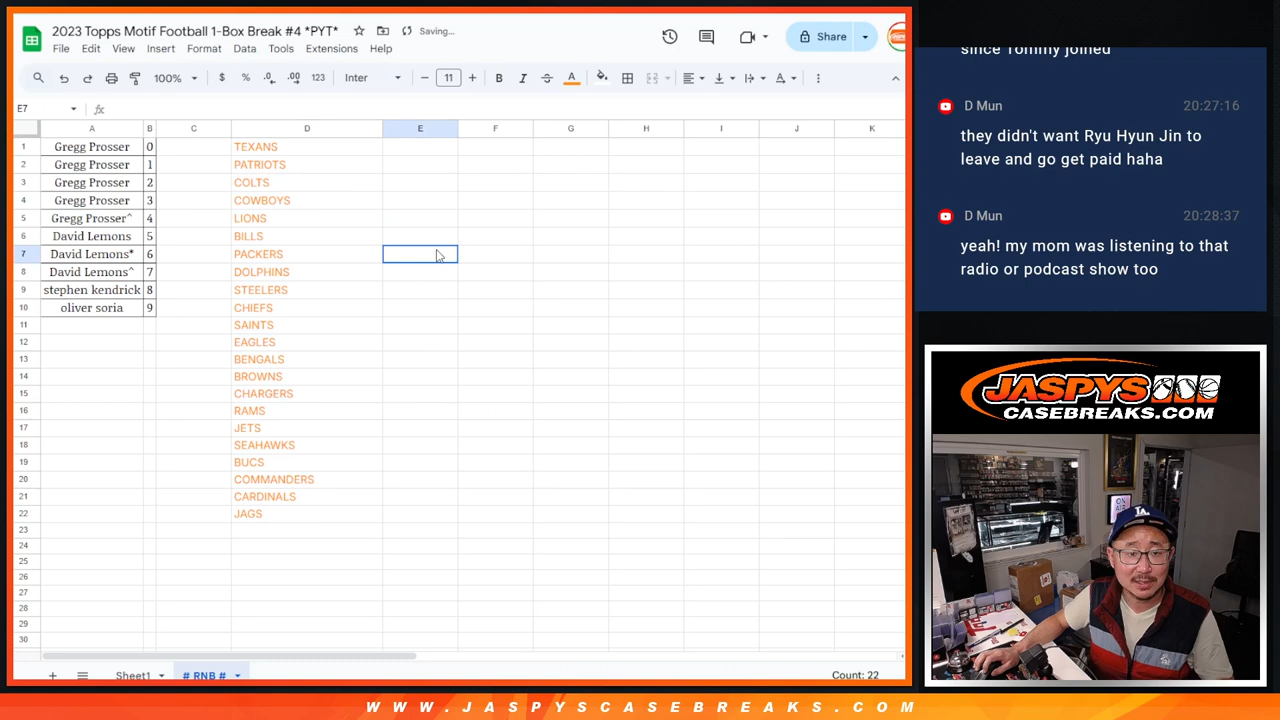 2023 Topps Motif Football 1-Box Break #4 *PYT*
Saving...
File Edit View Insert Format Data Tools Extensions Help
Share
100% $ % .0 .00 123 Inter 11
E7
fx
A B C D E F G H I J K
1 Gregg Prosser 0 TEXANS
2 Gregg Prosser 1 PATRIOTS
3 Gregg Prosser 2 COLTS
4 Gregg Prosser 3 COWBOYS
5 Gregg Prosser^ 4 LIONS
6 David Lemons 5 BILLS
7 David Lemons* 6 PACKERS
8 David Lemons^ 7 DOLPHINS
9 stephen kendrick 8 STEELERS
10 oliver soria 9 CHIEFS
11 SAINTS
12 EAGLES
13 BENGALS
14 BROWNS
15 CHARGERS
16 RAMS
17 JETS
18 SEAHAWKS
19 BUCS
20 COMMANDERS
21 CARDINALS
22 JAGS
23
24
25
26
27
28
29
30
Sheet1
# RNB #
Count: 22
since Tommy joined
D Mun 20:27:16
they didn't want Ryu Hyun Jin to
leave and go get paid haha
D Mun 20:28:37
yeah! my mom was listening to that
radio or podcast show too
JASPYS
CASEBREAKS.COM
ON
AIR
LA
WWW.JASPYSCASEBREAKS.COM